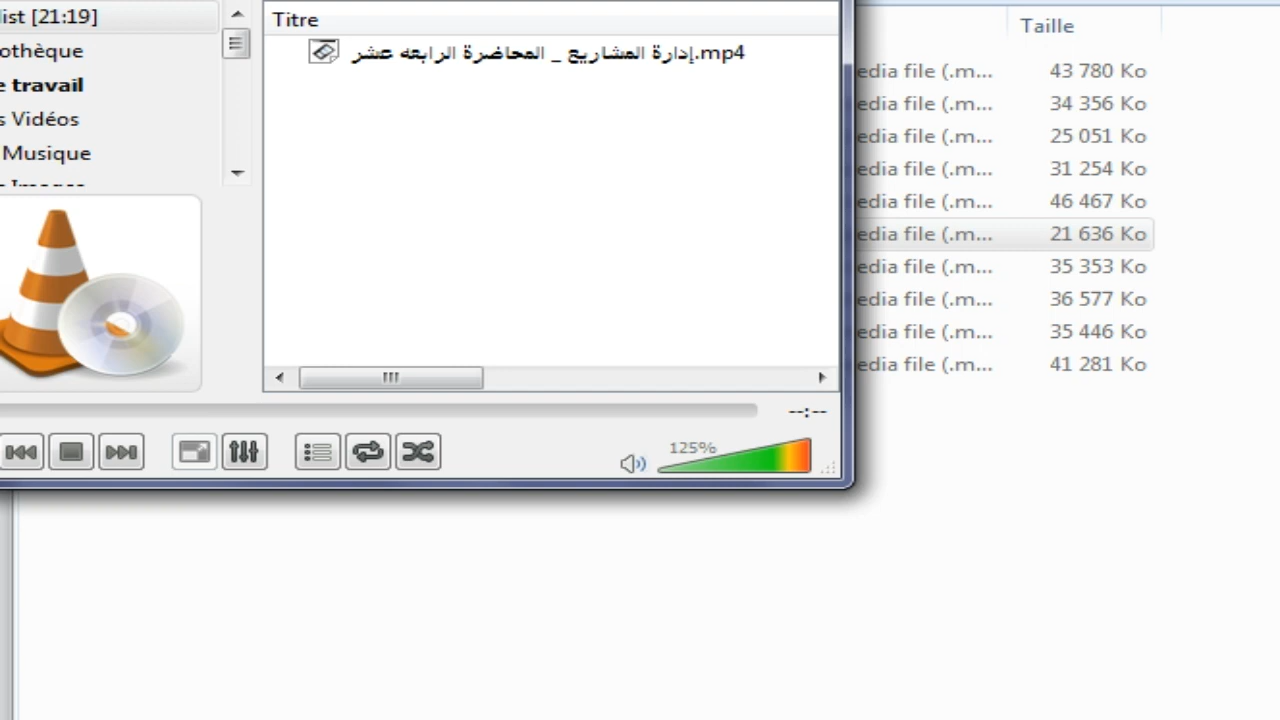 list [21:19]
othèque
e travail
s Vidéos
Musique
Images
Titre
إدارة المشاريع _ المحاضرة الرابعه عشر.mp4
--:--
125%
Taille
edia file (.m... 43 780 Ko
edia file (.m... 34 356 Ko
edia file (.m... 25 051 Ko
edia file (.m... 31 254 Ko
edia file (.m... 46 467 Ko
edia file (.m... 21 636 Ko
edia file (.m... 35 353 Ko
edia file (.m... 36 577 Ko
edia file (.m... 35 446 Ko
edia file (.m... 41 281 Ko